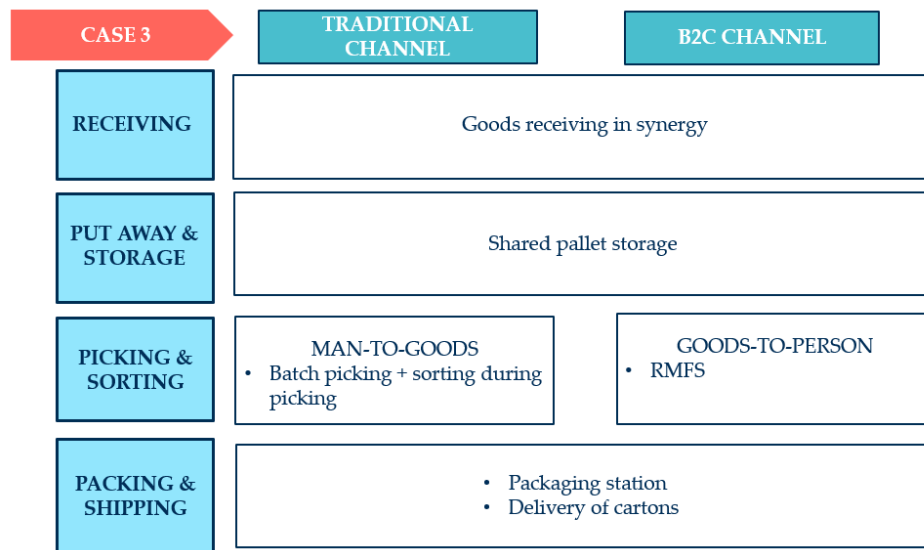 CASE 3
TRADITIONAL
CHANNEL
B2C CHANNEL
RECEIVING
Goods receiving in synergy
PUT AWAY &
STORAGE
Shared pallet storage
PICKING &
SORTING
MAN-TO-GOODS
• Batch picking + sorting during
picking
GOODS-TO-PERSON
• RMFS
PACKING &
SHIPPING
• Packaging station
• Delivery of cartons